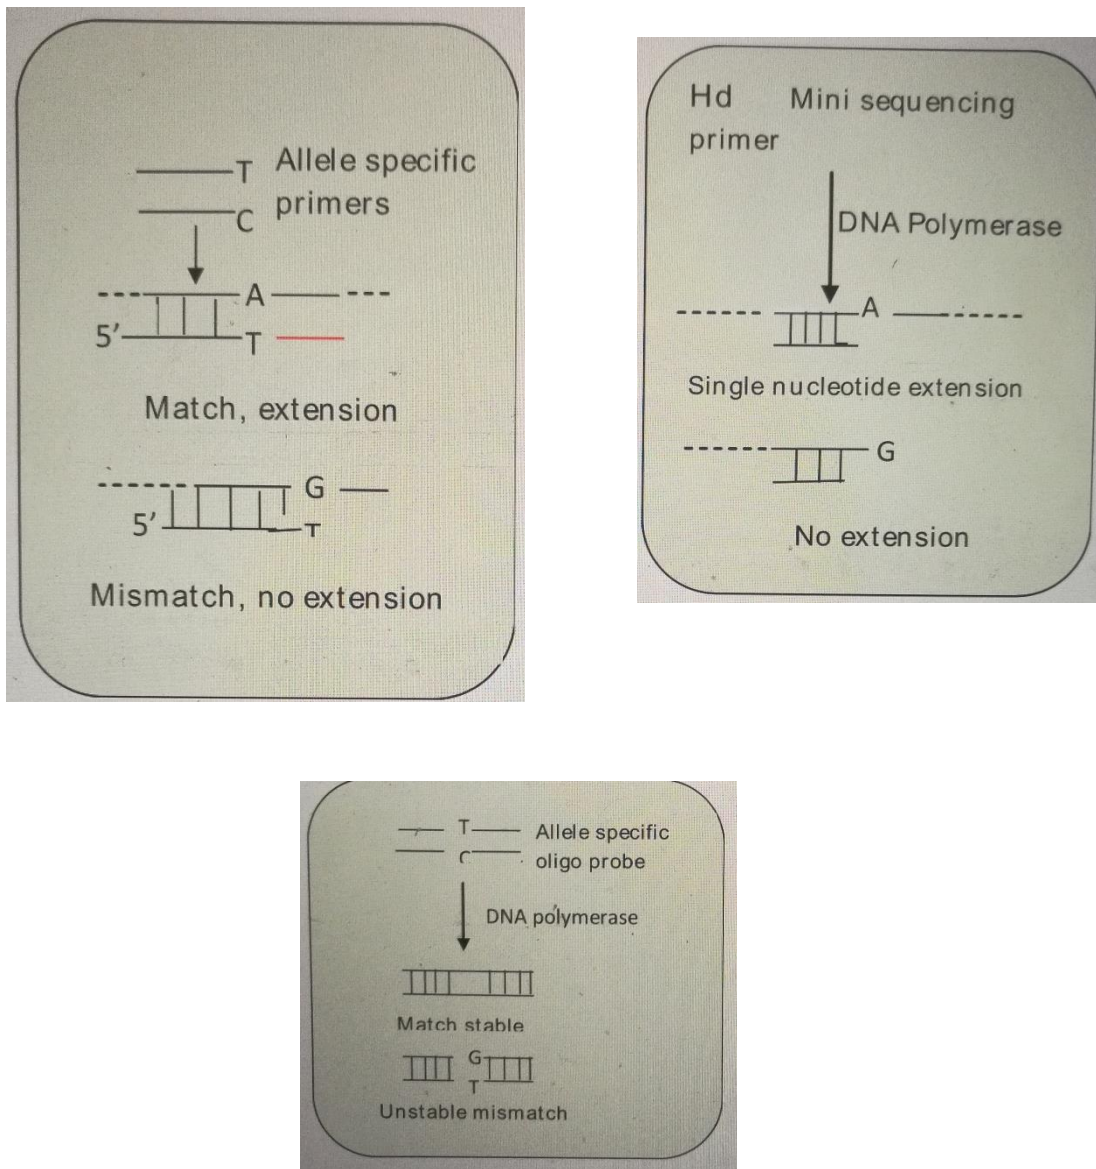 T Allele specific
C primers
A
5’ T
Match, extension
G
5’ T
Mismatch, no extension
Hd Mini sequencing
primer
DNA Polymerase
A
Single nucleotide extension
G
No extension
T Allele specific
C oligo probe
DNA polymerase
Match stable
G
T
Unstable mismatch